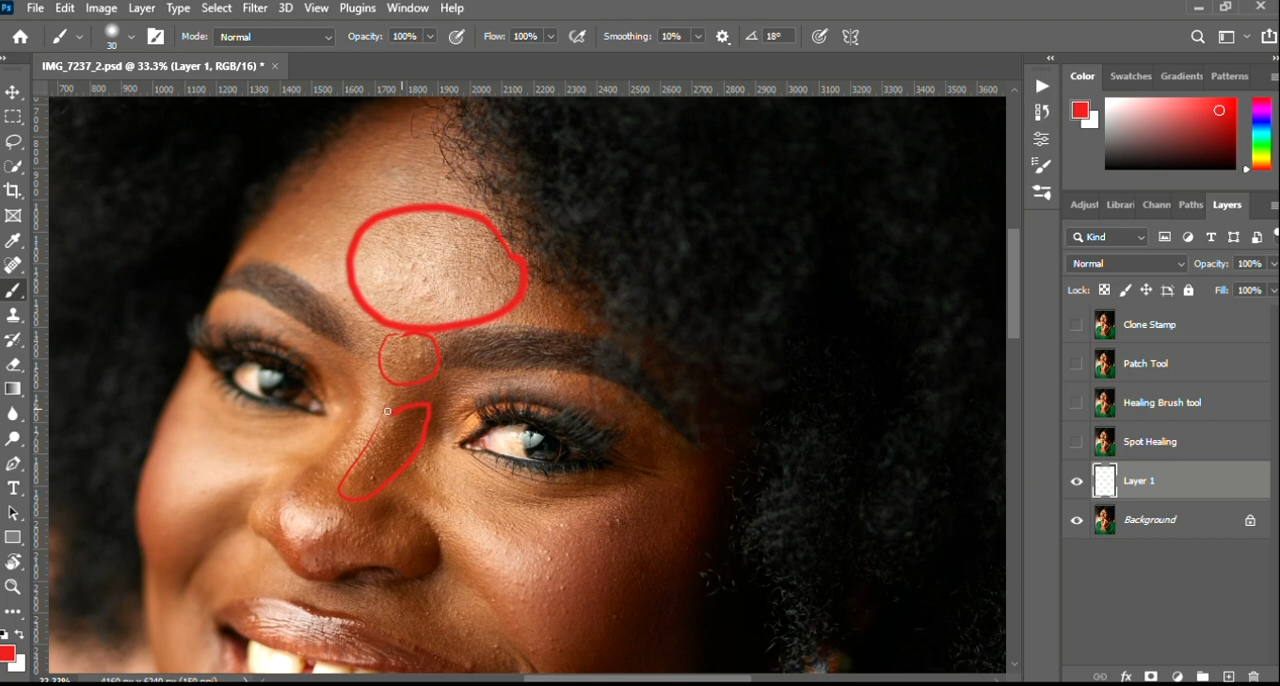 Ps File Edit Image Layer Type Select Filter 3D View Plugins Window Help
30 Mode: Normal Opacity: 100% Flow: 100% Smoothing: 10% 18°
IMG_7237_2.psd @ 33.3% (Layer 1, RGB/16) * ×
700 800 900 1000 1100 1200 1300 1400 1500 1600 1700 1800 1900 2000 2100 2200 2300 2400 2500 2600 2700 2800 2900 3000 3100 3200 3300 3400 3500 3600
Color Swatches Gradients Patterns
Adjust Librari Chann Paths Layers
Kind
Normal Opacity: 100%
Lock: Fill: 100%
Clone Stamp
Patch Tool
Healing Brush tool
Spot Healing
Layer 1
Background